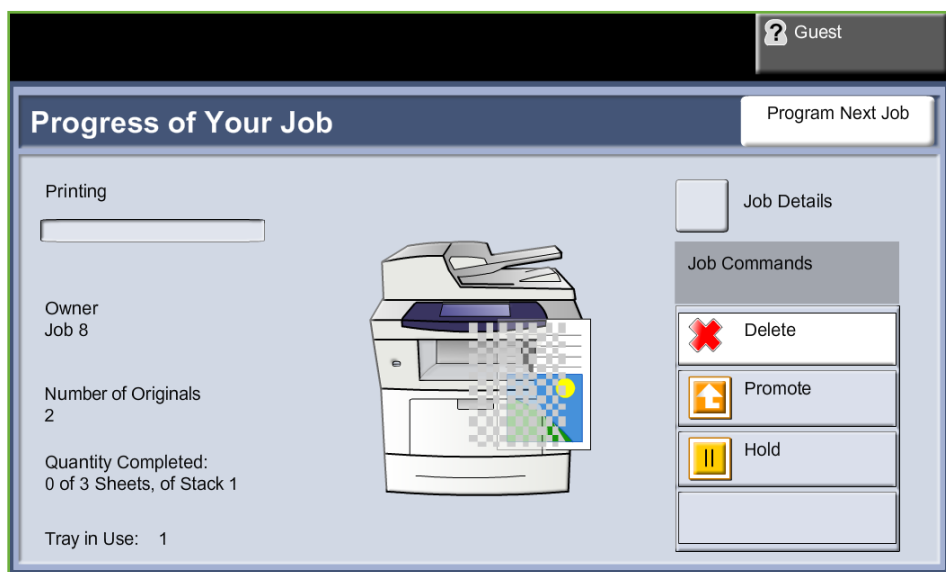 Guest
Progress of Your Job
Program Next Job
Printing
Job Details
Job Commands
Owner
Job 8
Delete
Number of Originals
2
Promote
Quantity Completed:
0 of 3 Sheets, of Stack 1
Hold
Tray in Use: 1